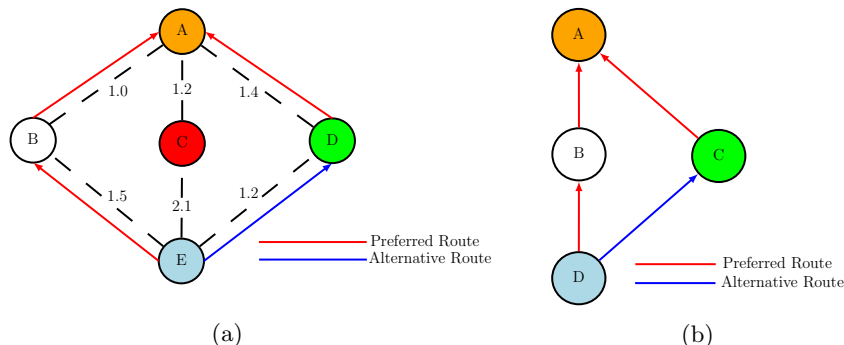 A
1.0
1.2
1.4
B
C
D
1.5
2.1
1.2
E
Preferred Route
Alternative Route
(a)
A
B
C
D
Preferred Route
Alternative Route
(b)